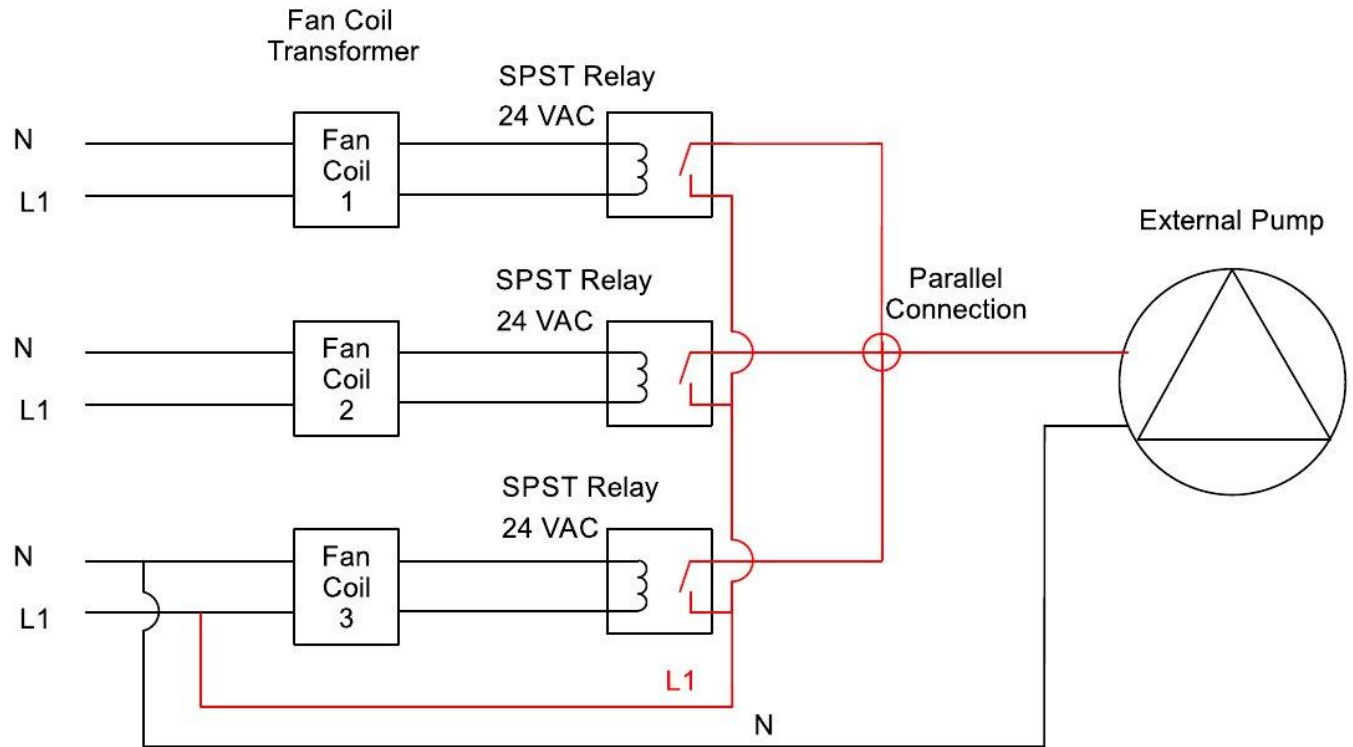 Fan Coil
Transformer
SPST Relay
24 VAC
N
L1
Fan
Coil
1
External Pump
Parallel
Connection
SPST Relay
24 VAC
N
L1
Fan
Coil
2
SPST Relay
24 VAC
N
L1
Fan
Coil
3
L1
N